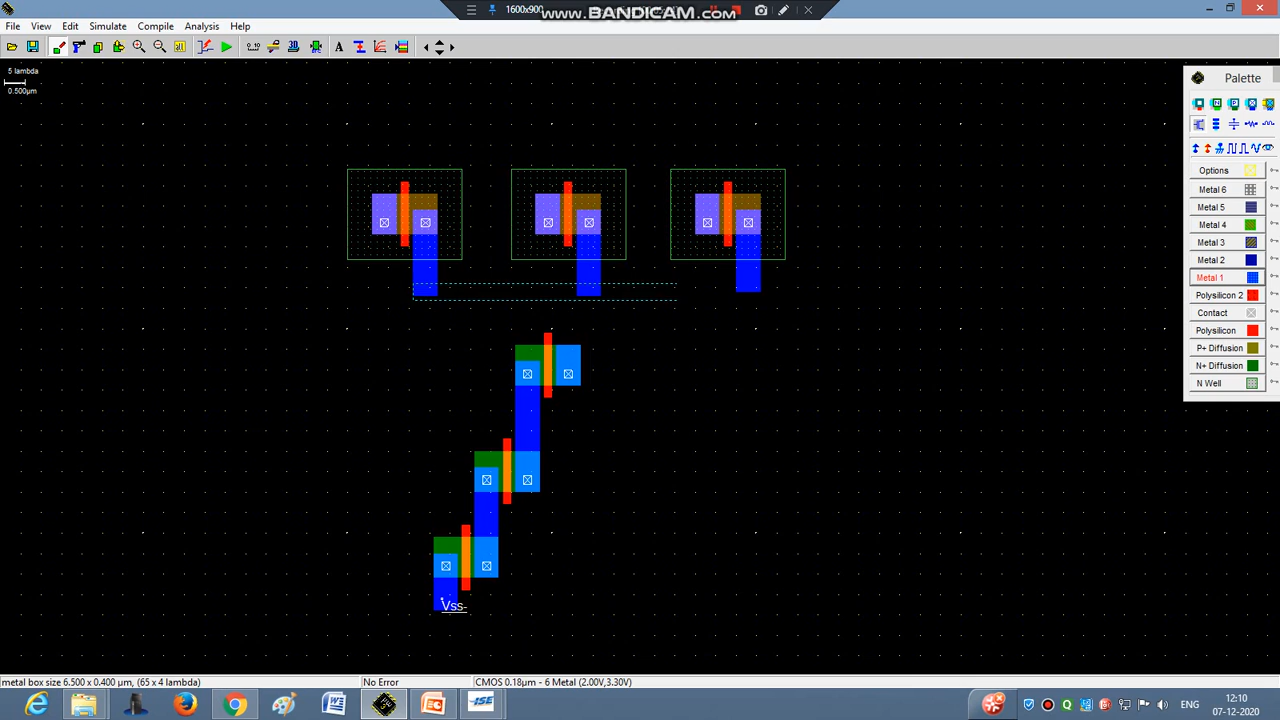 1600x900
www.BANDICAM.com
File View Edit Simulate Compile Analysis Help
5 lambda
0.500µm
Palette
Options
Metal 6
Metal 5
Metal 4
Metal 3
Metal 2
Metal 1
Polysilicon 2
Contact
Polysilicon
P+ Diffusion
N+ Diffusion
N Well
Vss-
metal box size 6.500 x 0.400 µm, (65 x 4 lambda) No Error CMOS 0.18µm - 6 Metal (2.00V,3.30V)
ISE
ENG
12:10
07-12-2020